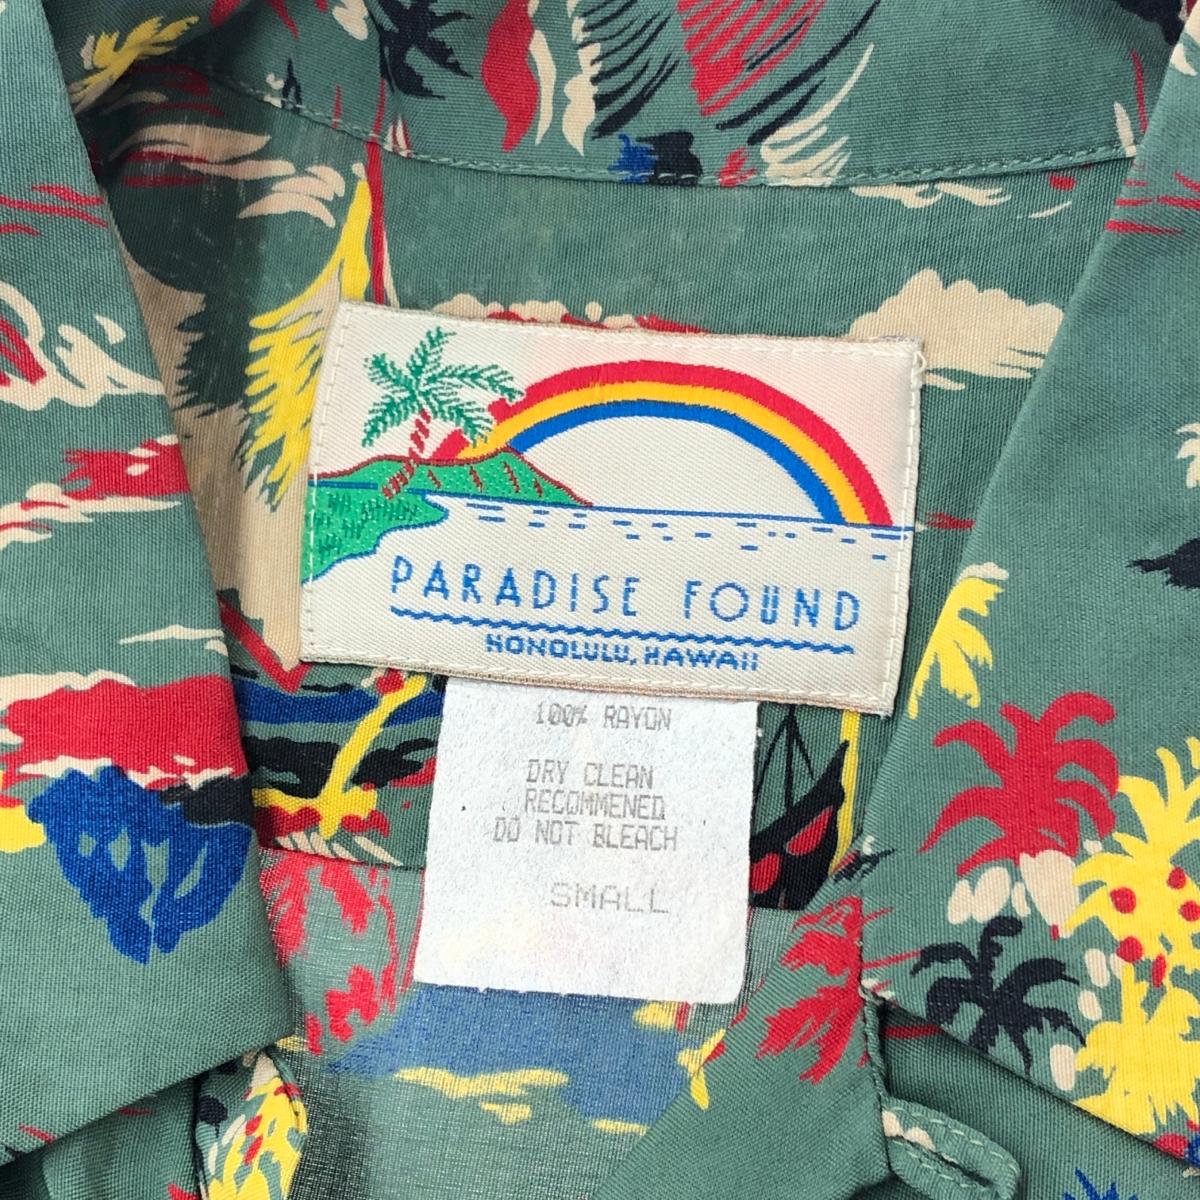 PARADISE FOUND
HONOLULU, HAWAII
100% RAYON
DRY CLEAN
RECOMMENED
DO NOT BLEACH
SMALL